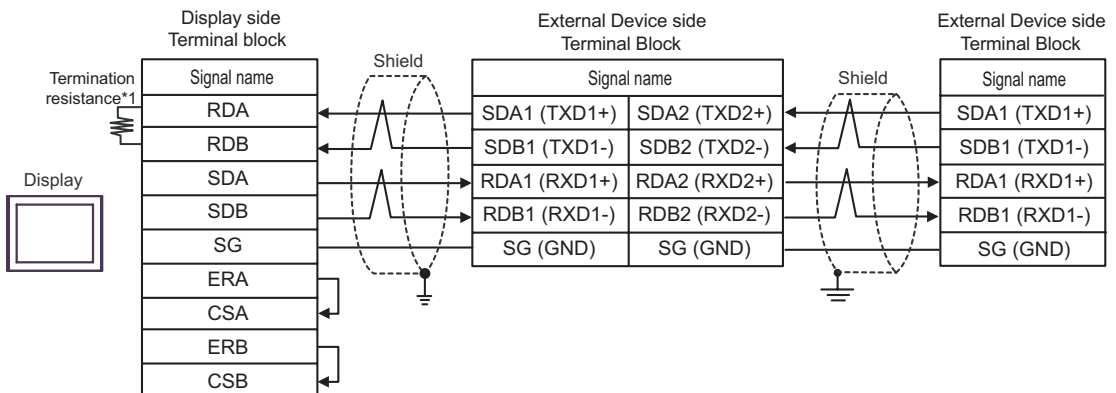 Display side
Terminal block
External Device side
Terminal Block
External Device side
Terminal Block
Termination
resistance*1
Shield
Shield
Display
Signal name
RDA
RDB
SDA
SDB
SG
ERA
CSA
ERB
CSB
Signal name
SDA1 (TXD1+) SDA2 (TXD2+)
SDB1 (TXD1-) SDB2 (TXD2-)
RDA1 (RXD1+) RDA2 (RXD2+)
RDB1 (RXD1-) RDB2 (RXD2-)
SG (GND) SG (GND)
Signal name
SDA1 (TXD1+)
SDB1 (TXD1-)
RDA1 (RXD1+)
RDB1 (RXD1-)
SG (GND)